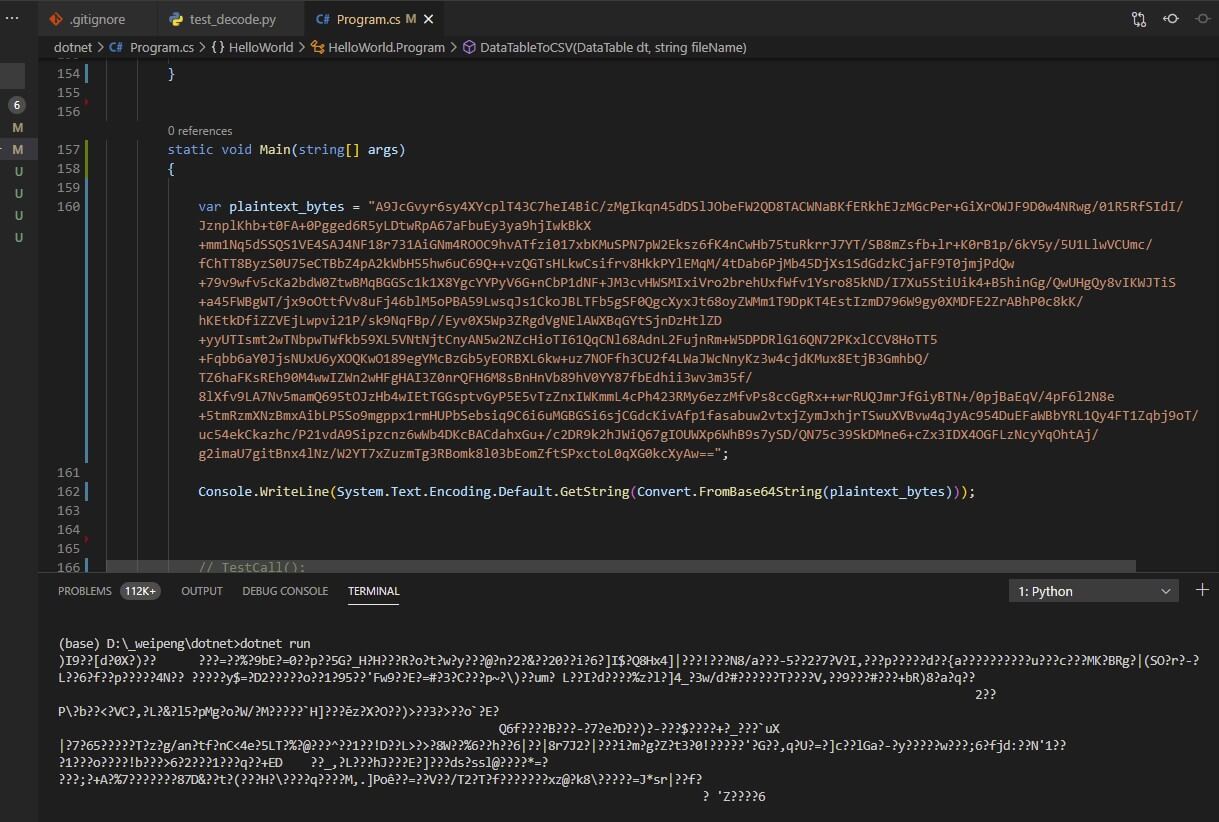 .gitignore
test_decode.py
C# Program.cs M
dotnet > C# Program.cs > {} HelloWorld > HelloWorld.Program > DataTableToCSV(DataTable dt, string fileName)
6
M
M
U
U
U
U
154 }
155
156
0 references
157 static void Main(string[] args)
158 {
159
160 var plaintext_bytes = "A9JcGvyr6sy4XYcplT43C7heI4BiC/zMgIkqn45dDSlJObeFW2QD8TACWNaBKfERkhEJzMGcPer+GiXrOWJF9D0w4NRwg/01R5RfSIdI/
JznplKhb+t0FA+0Pgged6R5yLDtwRpA67aFbuEy3ya9hjIwkBkX
+mm1Nq5dSSQS1VE4SAJ4NF18r731AiGNm4ROOC9hvATfzi017xbKMuSPN7pW2Eksz6fK4nCwHb75tuRkrrJ7YT/SB8mZsfb+lr+K0rB1p/6kY5y/5U1LlwVCUmc/
fChTT8ByzS0U75eCTBbZ4pA2kWbH55hw6uC69Q++vzQGTsHLkwCsifrv8HkkPYlEMqM/4tDab6PjMb45DjXs1SdGdzkCjaFF9T0jmjPdQw
+79v9wfv5cKa2bdW0ZtwBMqBGGSc1k1X8YgcYYPyV6G+nCbP1dNF+JM3cvHWSMIxiVro2brehUxfWfv1Ysro85kND/I7Xu5StiUik4+B5hinGg/QwUHgQy8vIKWJTiS
+a45FWBgWT/jx9oOttfVv8uFj46blM5oPBA59LwsqJs1CkoJBLTFb5gSF0QgcXyxJt68oyZWMm1T9DpKT4EstIzmD796W9gy0XMDFE2ZrABhP0c8kK/
hKEtkDfiZZVEjLwpvi21P/sk9NqFBp//Eyv0X5Wp3ZRgdVgNElAWXBqGYtSjnDzHtlZD
+yyUTIsmt2wTNbpwTWfkb59XL5VNtNjtCnyAN5w2NZcHioTI61QqCNl68AdnL2FujnRm+W5DPDRlG16QN72PKxlCCV8HoTT5
+Fqbb6aY0JjsNUxU6yXOQKwO189egYMcBzGb5yEORBXL6kw+uz7NOFfh3CU2f4LWaJWcNnyKz3w4cjdKMux8EtjB3GmhbQ/
TZ6haFKsREh90M4wwIZWn2wHFgHAI3Z0nrQFH6M8sBnHnVb89hV0YY87fbEdhii3wv3m35f/
8lXfv9LA7Nv5mamQ695tOJzHb4wIEtTGGsptvGyP5E5vTzZnxIWKmmL4cPh423RMy6ezzMfvPs8ccGgRx++wrRUQJmrJfGiyBTN+/0pjBaEqV/4pF6l2N8e
+5tmRzmXNzBmxAibLP5So9mgppx1rmHUPbSebsiq9C6i6uMGBGSi6sjCGdcKivAfp1fasabuw2vtxjZymJxhjrTSwuXVBvw4qJyAc954DuEFaWBbYRL1Qy4FT1Zqbj9oT/
uc54ekCkazhc/P21vdA9Sipzcnz6wWb4DKcBACdahxGu+/c2DR9k2hJWiQ67gIOUWXp6WhB9s7ySD/QN75c39SkDMne6+cZx3IDX4OGFLzNcyYqOhtAj/
g2imaU7gitBnx4lNz/W2YT7xZuzmTg3RBomk8l03bEomZftSPxctoL0qXG0kcXyAw==";
161
162 Console.WriteLine(System.Text.Encoding.Default.GetString(Convert.FromBase64String(plaintext_bytes)));
163
164
165
166 // TestCall();
PROBLEMS 112K+ OUTPUT DEBUG CONSOLE TERMINAL 1: Python
(base) D:\_weipeng\dotnet>dotnet run
)I9??[d?0X?)?? ???=??%?9bE?=0??p??5G?_H?H???R?o?t?w?y???@?n?2?&??20??i?6?]I$?Q8Hx4]|???!???N8/a???-5??2?7?V?I,???p?????d??{a??????????u???c???MK?BRg?|(SO?r?-?
L??6?f??p?????4N?? ?????y$=?D2?????o??1?95??'Fw9??E?=#?3?C???p~?\)??um? L??I?d????%z?l?]4_?3w/d?#??????T????V,??9???#???+bR)8?a?q??
2??
P\?b??<?VC?,?L?&?l5?pMg?o?W/?M?????`H]???ěz?X?O??)>??3?>??o`?E?
Q6f????B???-?7?e?D??)?-???$????+?_???`uX
|?7?65?????T?z?g/an?tf?nC<4e?5LT?%?@???^??1??!D??L>?>?8W??%6??h??6|??|8r7J2?|???i?m?g?Z?t3?0!?????'?G??,q?U?=?]c??lGa?-?y?????w???;6?fjd:??N'1??
?1???o????!b???>6?2???1???q??+ED ??_,?L???hJ???E?]???ds?ssl@????*=?
???;?+A?%7???????87D&??t?(???H?\????q????M,.]Poê??=??V??/T2?T?f???????xz@?k8\?????=J*sr|??f?
? 'Z????6